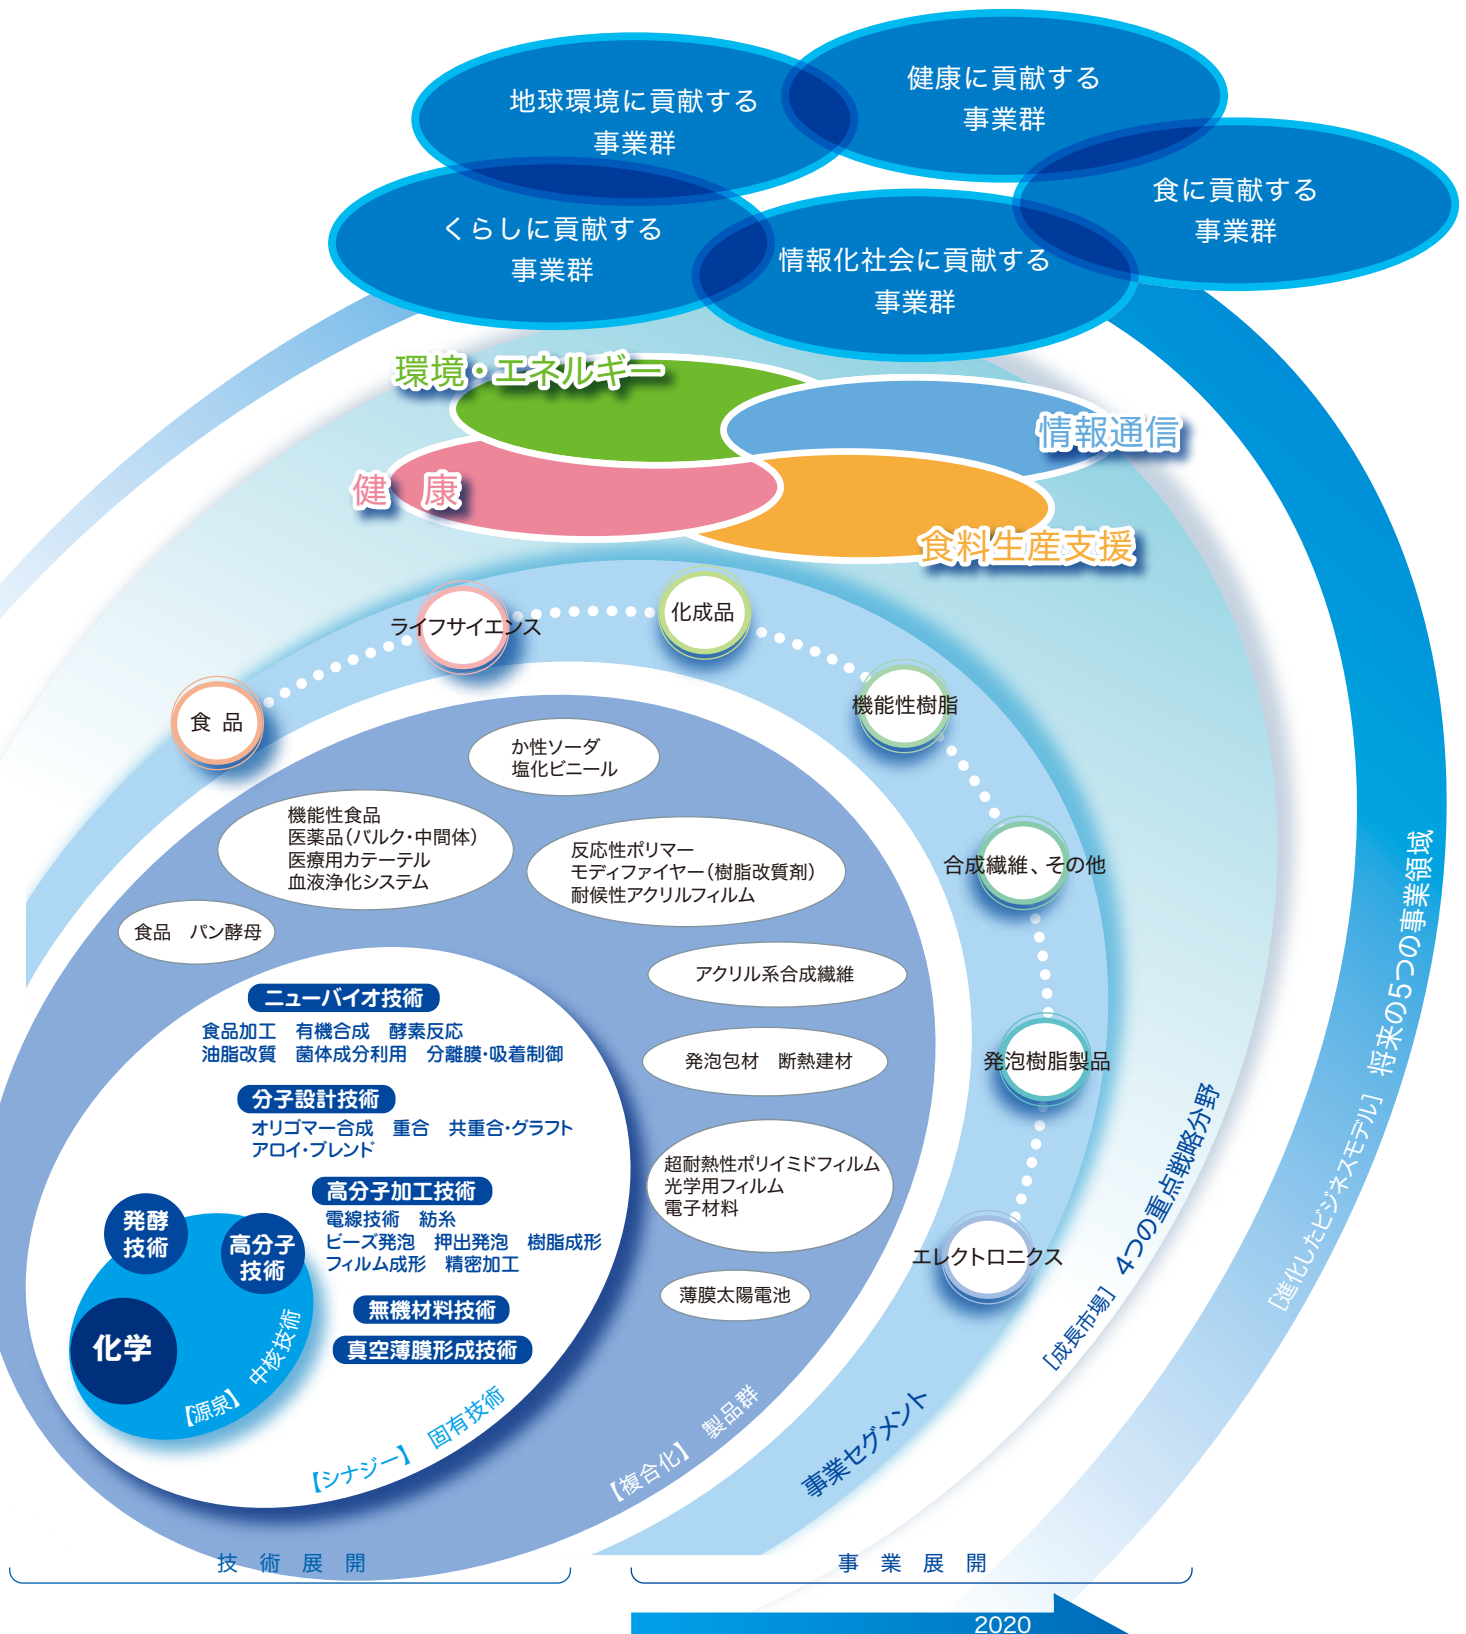 地球環境に貢献する
事業群
健康に貢献する
事業群
食に貢献する
事業群
くらしに貢献する
事業群
情報化社会に貢献する
事業群
環境・エネルギー
情報通信
健　康
食料生産支援
食 品
ライフサイエンス
化成品
機能性樹脂
合成繊維、その他
発泡樹脂製品
エレクトロニクス
か性ソーダ
塩化ビニール
機能性食品
医薬品(バルク・中間体)
医療用カテーテル
血液浄化システム
反応性ポリマー
モディファイヤー(樹脂改質剤)
耐候性アクリルフィルム
食品　パン酵母
アクリル系合成繊維
発泡包材　断熱建材
超耐熱性ポリイミドフィルム
光学用フィルム
電子材料
薄膜太陽電池
ニューバイオ技術
食品加工　有機合成　酵素反応
油脂改質　菌体成分利用　分離膜・吸着制御
分子設計技術
オリゴマー合成　重合　共重合・グラフト
アロイ・ブレンド
高分子加工技術
電線技術　紡糸
ビーズ発泡　押出発泡　樹脂成形
フィルム成形　精密加工
無機材料技術
真空薄膜形成技術
発酵
技術
高分子
技術
化学
【源泉】　中核技術
【シナジー】　固有技術
【複合化】　製品群
事業セグメント
[成長市場]　4つの重点戦略分野
[進化したビジネスモデル]　将来の5つの事業領域
技 術 展 開
事 業 展 開
2020